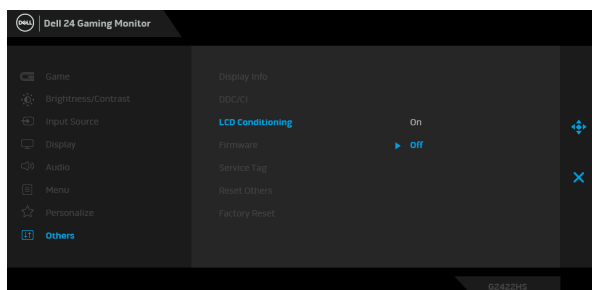 DELL
Dell 24 Gaming Monitor
Game
Brightness/Contrast
Input Source
Display
Audio
Menu
Personalize
Others
Display Info
DDC/CI
LCD Conditioning On
Firmware Off
Service Tag
Reset Others
Factory Reset
G2422HS